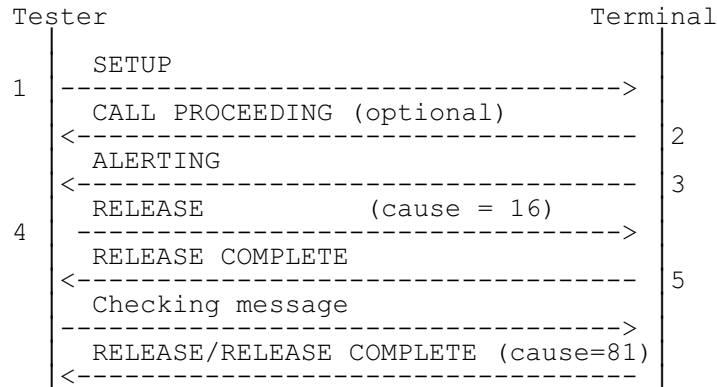 Tester Terminal
SETUP
1 |------------------------------------>
CALL PROCEEDING (optional)
|<------------------------------------ |2
ALERTING
|<------------------------------------ |3
RELEASE (cause = 16)
4 | ------------------------------------>
RELEASE COMPLETE
|<------------------------------------ |5
Checking message
|------------------------------------>
RELEASE/RELEASE COMPLETE (cause=81)
|<------------------------------------